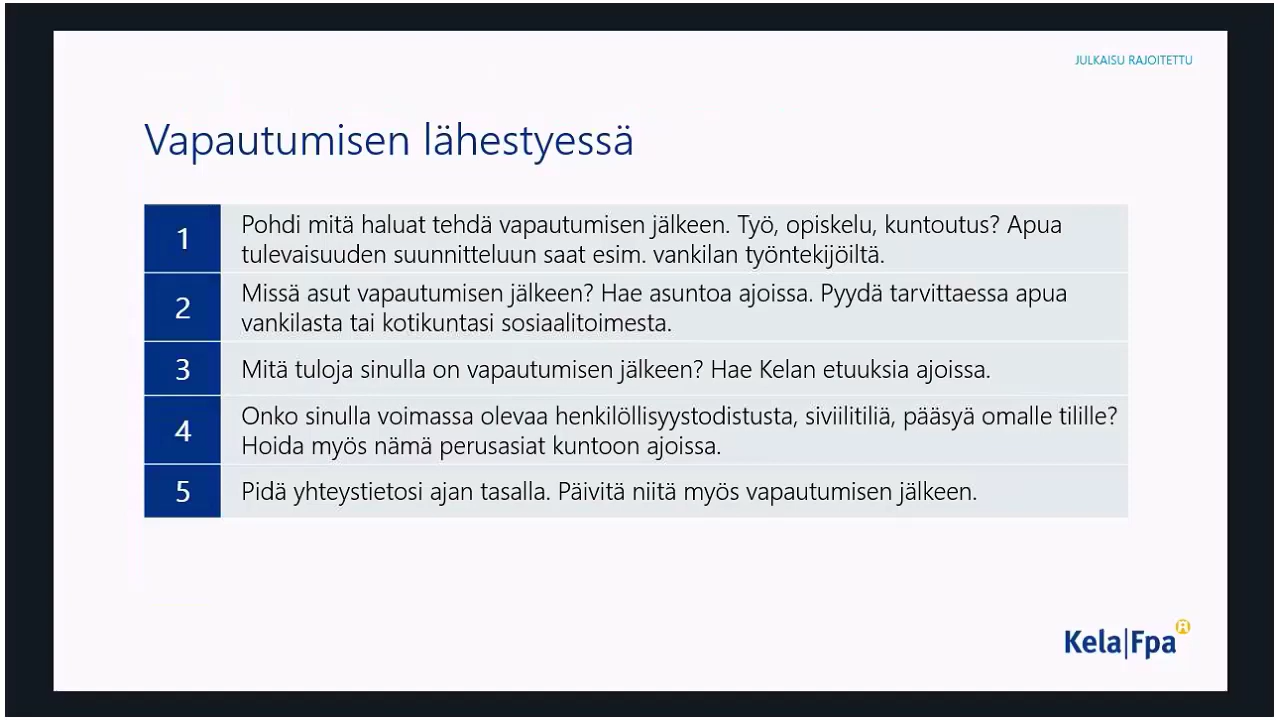 JULKAISU RAJOITETTU
Vapautumisen lähestyessä
1
Pohdi mitä haluat tehdä vapautumisen jälkeen. Työ, opiskelu, kuntoutus? Apua
tulevaisuuden suunnitteluun saat esim. vankilan työntekijöiltä.
2
Missä asut vapautumisen jälkeen? Hae asuntoa ajoissa. Pyydä tarvittaessa apua
vankilasta tai kotikuntasi sosiaalitoimesta.
3
Mitä tuloja sinulla on vapautumisen jälkeen? Hae Kelan etuuksia ajoissa.
4
Onko sinulla voimassa olevaa henkilöllisyystodistusta, siviilitiliä, pääsyä omalle tilille?
Hoida myös nämä perusasiat kuntoon ajoissa.
5
Pidä yhteystietosi ajan tasalla. Päivitä niitä myös vapautumisen jälkeen.
Kela|Fpa